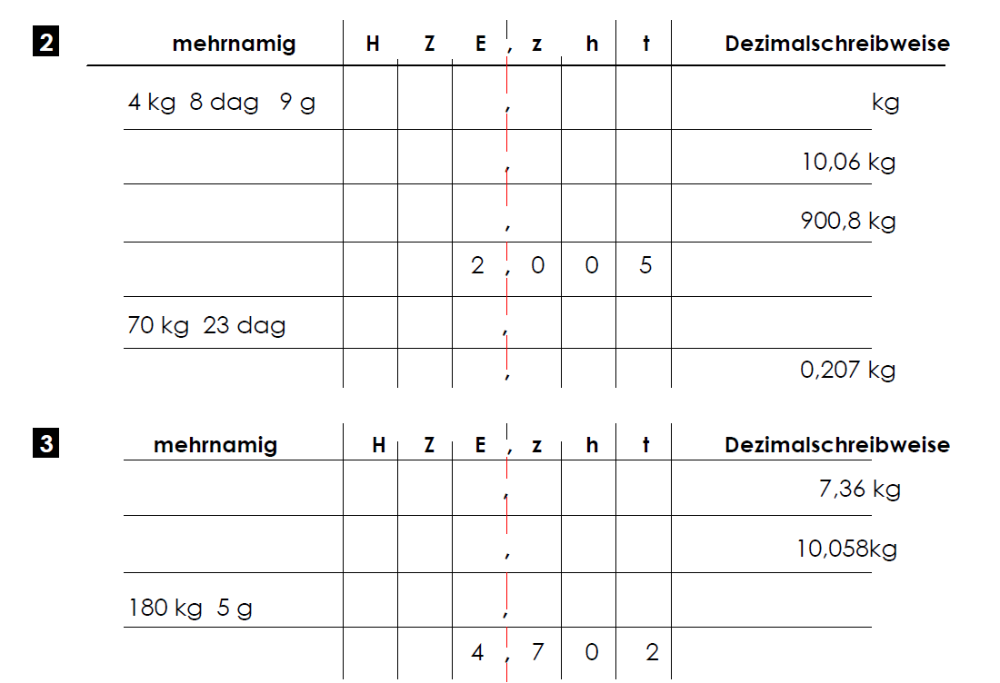 2 mehrnamig H Z E , z h t Dezimalschreibweise
4 kg 8 dag 9 g , kg
, 10,06 kg
, 900,8 kg
2 , 0 0 5
70 kg 23 dag ,
, 0,207 kg
3 mehrnamig H Z E , z h t Dezimalschreibweise
, 7,36 kg
, 10,058kg
180 kg 5 g ,
4 , 7 0 2